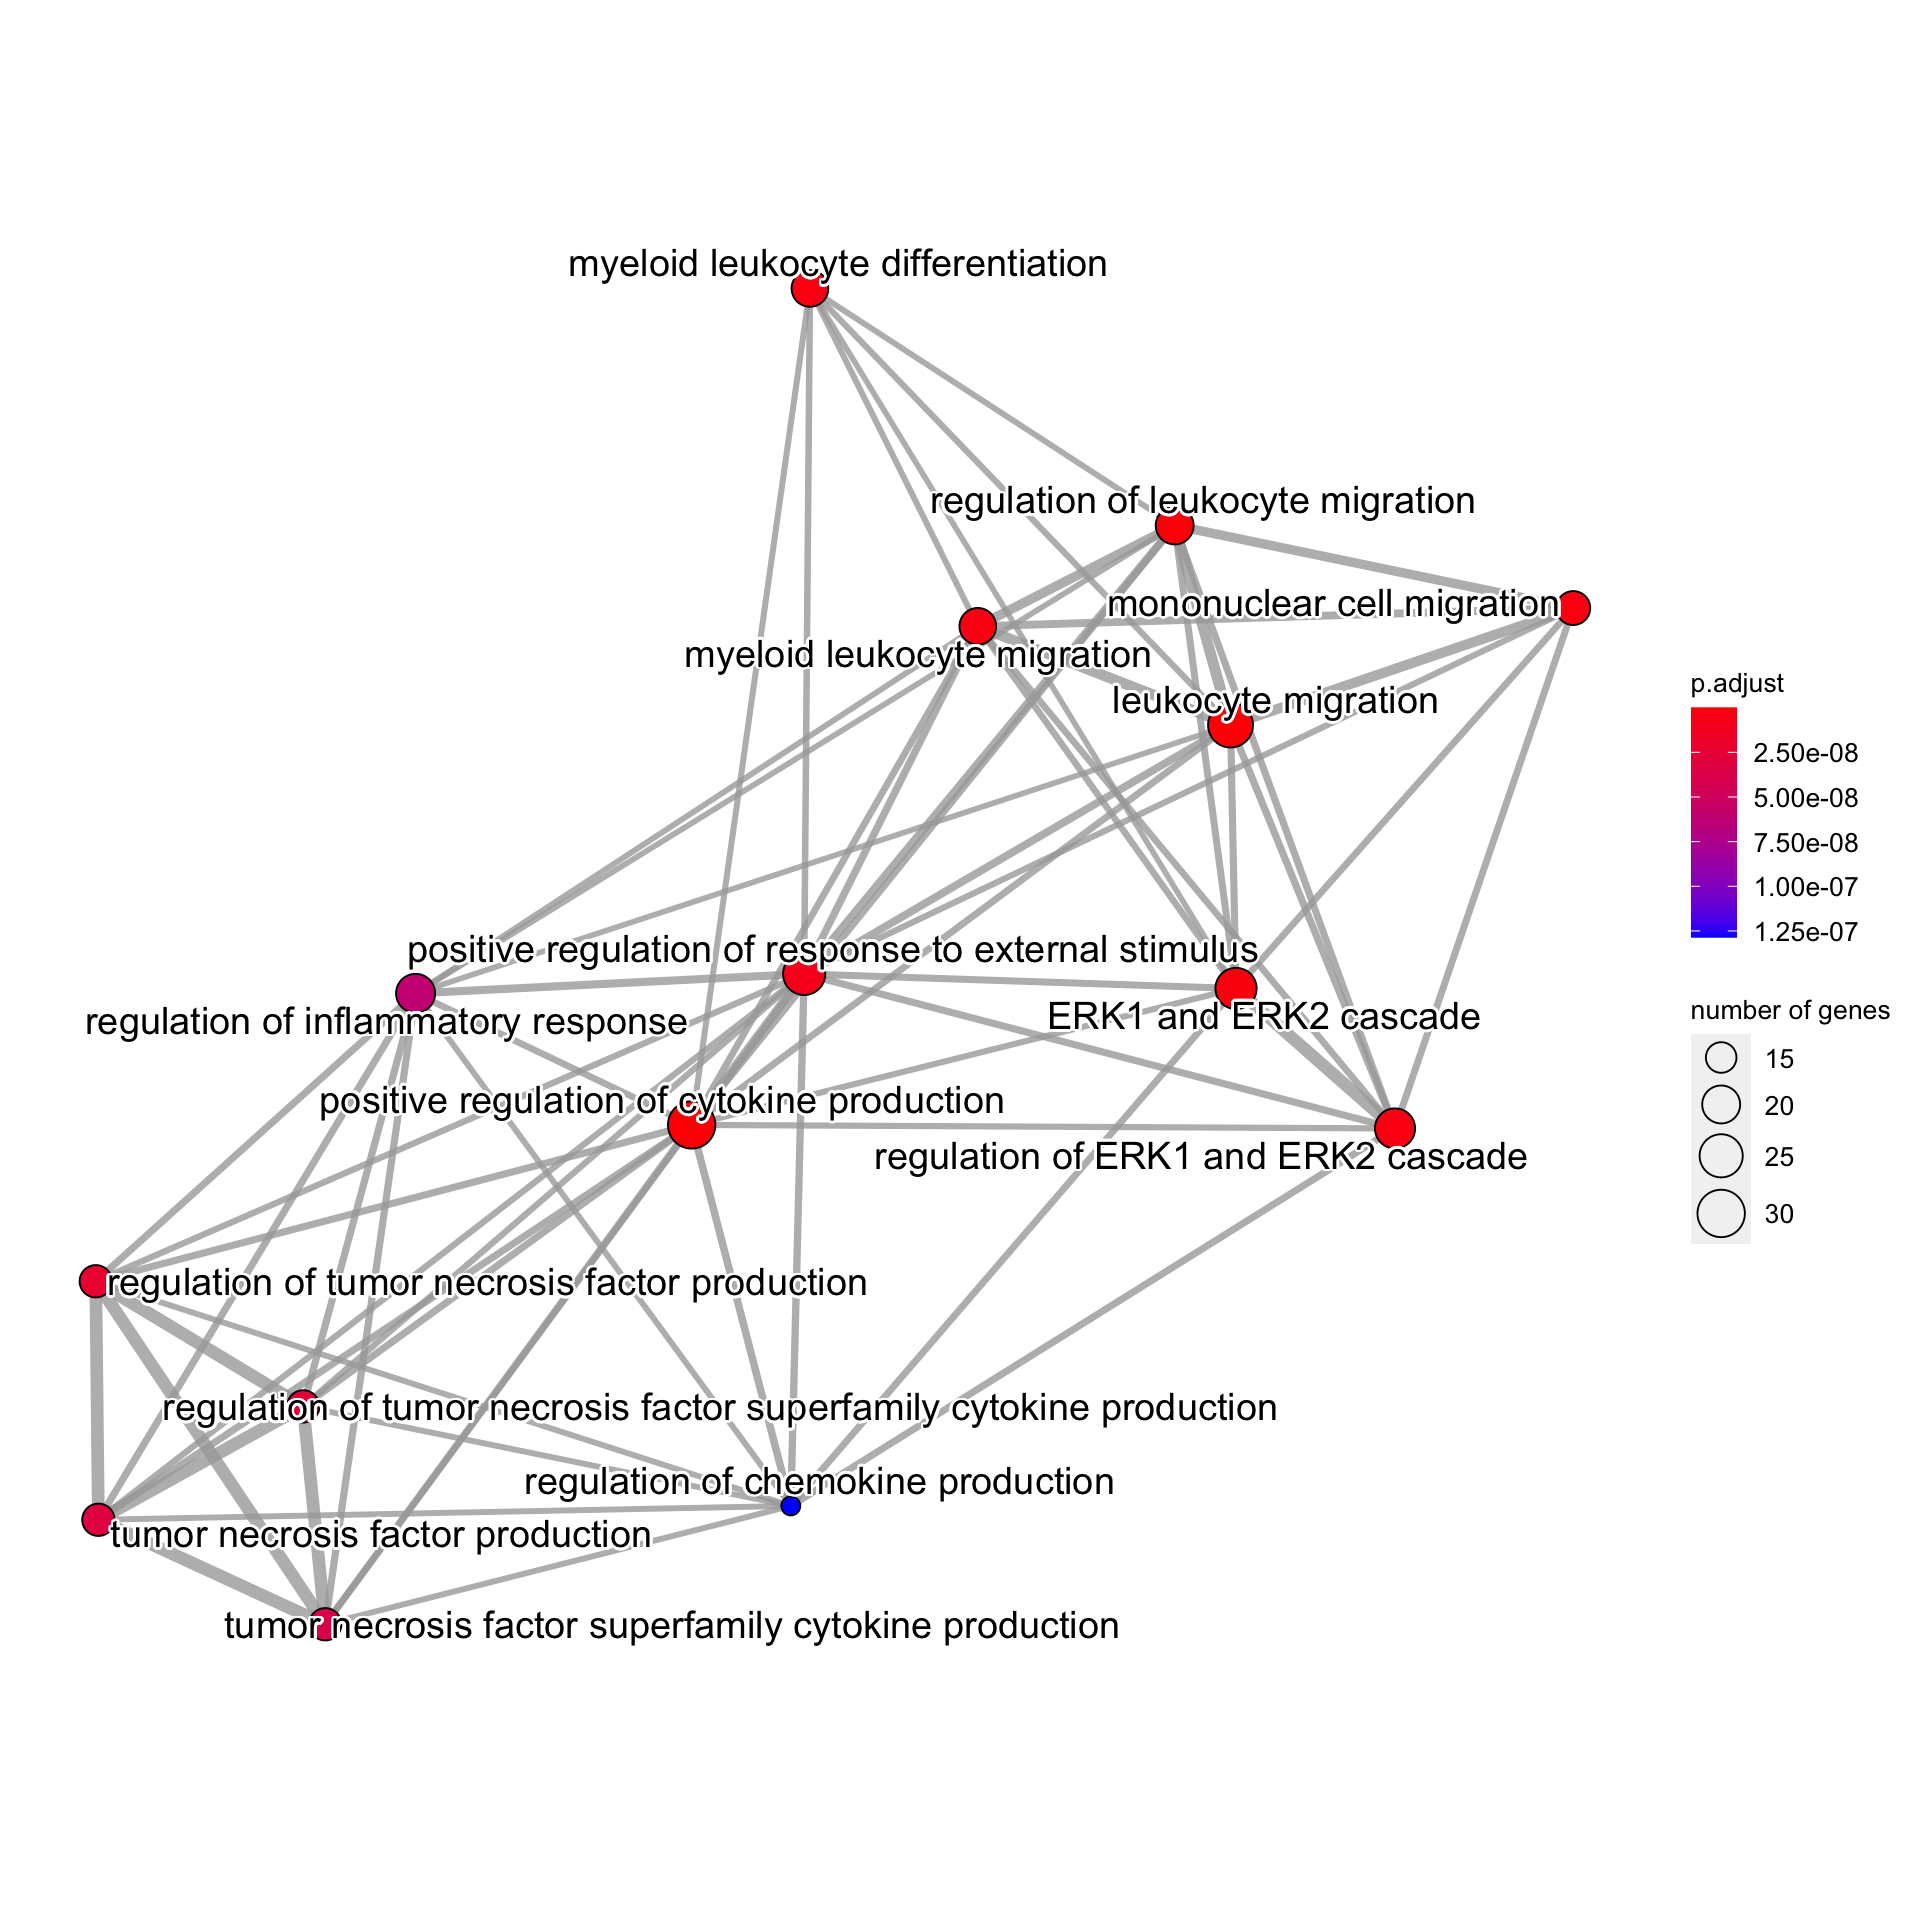 myeloid leukocyte differentiation
regulation of leukocyte migration
mononuclear cell migration
myeloid leukocyte migration
leukocyte migration
positive regulation of response to external stimulus
regulation of inflammatory response
ERK1 and ERK2 cascade
positive regulation of cytokine production
regulation of ERK1 and ERK2 cascade
regulation of tumor necrosis factor production
regulation of tumor necrosis factor superfamily cytokine production
regulation of chemokine production
tumor necrosis factor production
tumor necrosis factor superfamily cytokine production
p.adjust
2.50e-08
5.00e-08
7.50e-08
1.00e-07
1.25e-07
number of genes
15
20
25
30